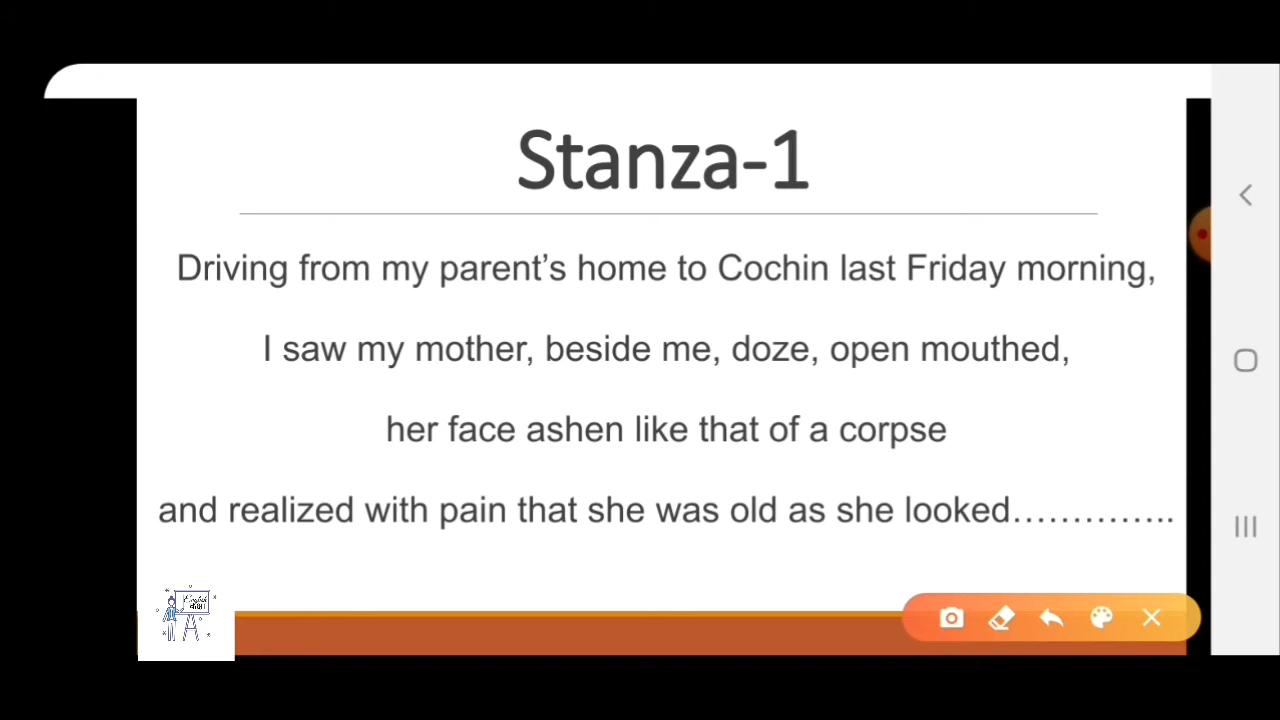 Stanza-1
Driving from my parent’s home to Cochin last Friday morning,
I saw my mother, beside me, doze, open mouthed,
her face ashen like that of a corpse
and realized with pain that she was old as she looked…………..